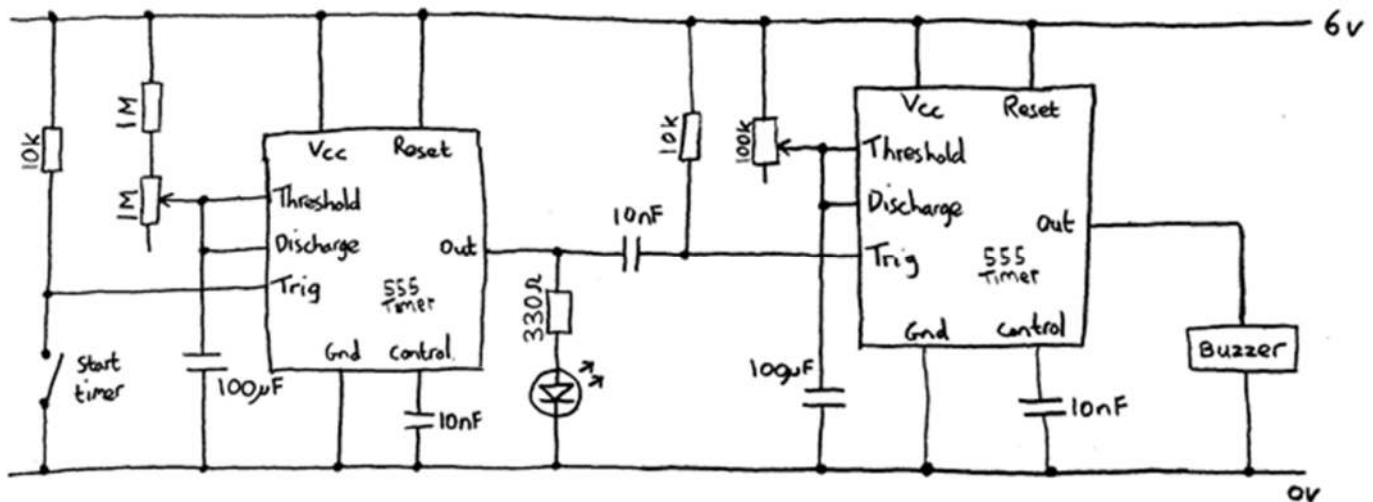 6v
10k
1M
1M
Vcc Reset
Threshold
Discharge
Trig
Out
555
Timer
Gnd Control.
Start
timer
100µF
10nF
330Ω
10nF
10k
100k
Vcc Reset
Threshold
Discharge
Trig
Out
555
Timer
Gnd Control
100µF
10nF
Buzzer
0v